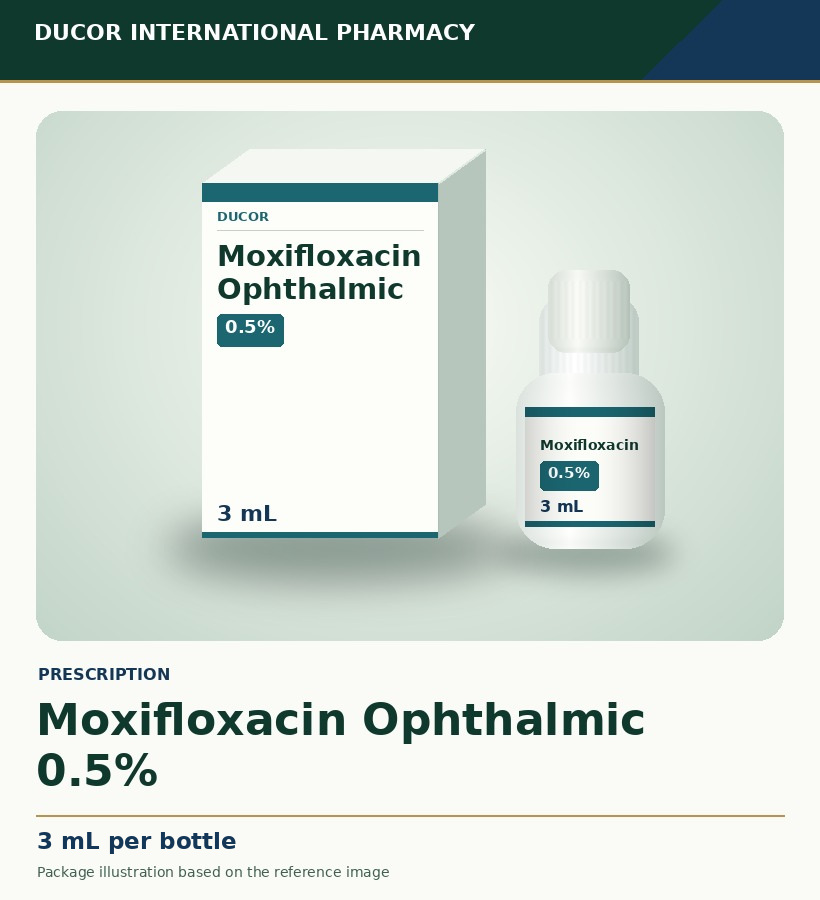 DUCOR INTERNATIONAL PHARMACY
DUCOR
Moxifloxacin
Ophthalmic
0.5%
3 mL
Moxifloxacin
0.5%
3 mL
PRESCRIPTION
Moxifloxacin Ophthalmic
0.5%
3 mL per bottle
Package illustration based on the reference image